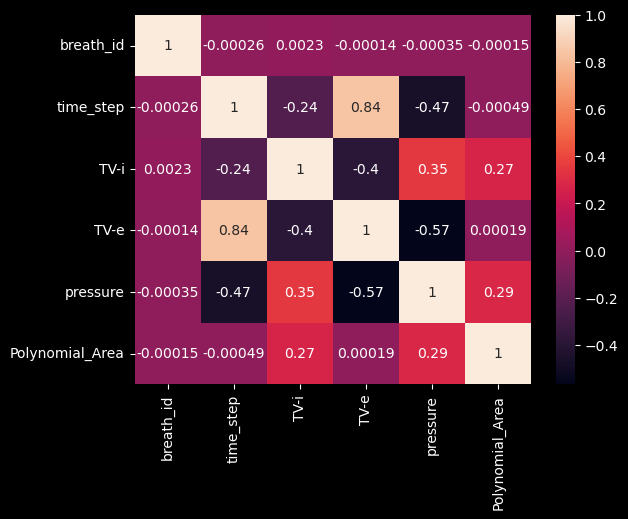 breath_id 1 -0.00026 0.0023 -0.00014 -0.00035 -0.00015
time_step -0.00026 1 -0.24 0.84 -0.47 -0.00049
TV-i 0.0023 -0.24 1 -0.4 0.35 0.27
TV-e -0.00014 0.84 -0.4 1 -0.57 0.00019
pressure -0.00035 -0.47 0.35 -0.57 1 0.29
Polynomial_Area -0.00015 -0.00049 0.27 0.00019 0.29 1
breath_id time_step TV-i TV-e pressure Polynomial_Area
1.0
0.8
0.6
0.4
0.2
0.0
−0.2
−0.4